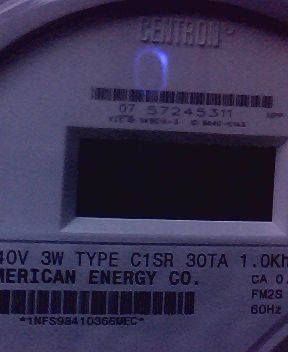 CENTRON
07 57245311
40V 3W TYPE C1SR 30TA 1.0Kh
MERICAN ENERGY CO.
CA 0.
FM2S
60Hz
*1NFS98410366MEC*